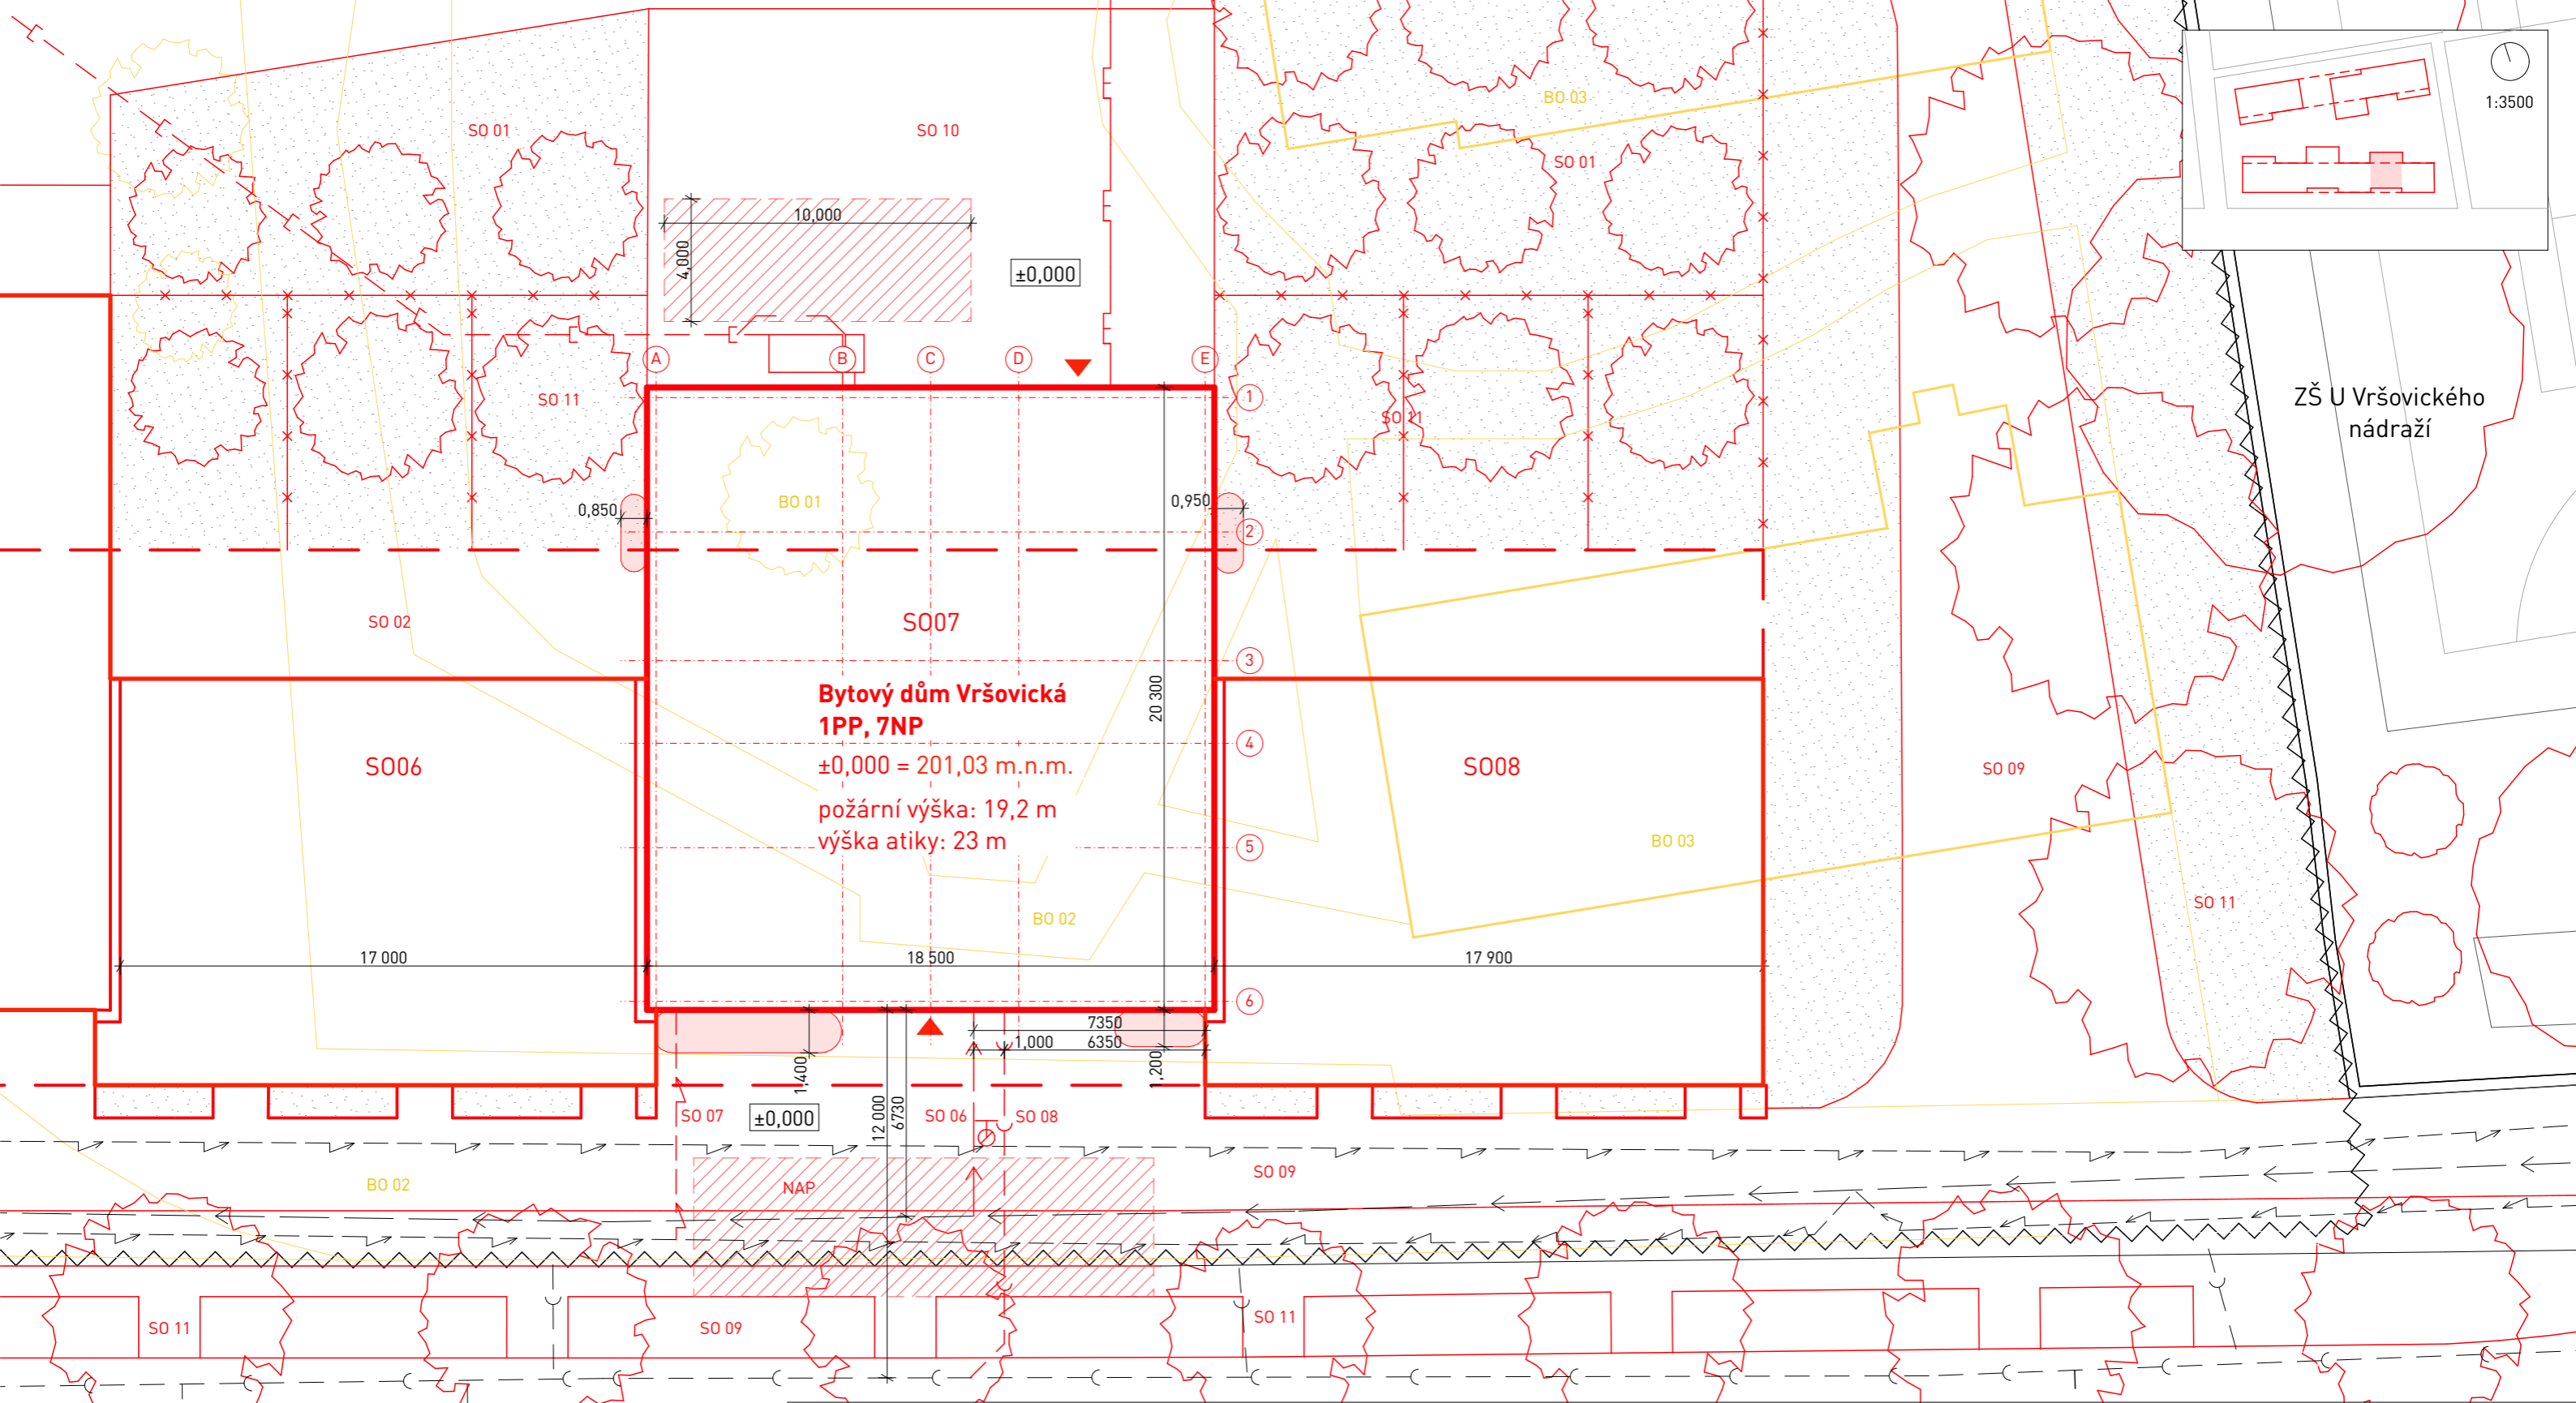 1:3500
BO 03
SO 01
SO 10
SO 01
10,000
4,000
±0,000
A
B
C
D
E
1
ZŠ U Vršovického
nádraží
SO 11
SO 11
BO 01
0,850
0,950
2
SO 02
SO07
3
Bytový dům Vršovická
1PP, 7NP
±0,000 = 201,03 m.n.m.
požární výška: 19,2 m
výška atiky: 23 m
20 300
4
SO06
SO08
SO 09
BO 03
5
SO 11
BO 02
17 000
18 500
17 900
6
7350
1,000
6350
1,400
1,200
SO 07
±0,000
12 000
6730
SO 06
SO 08
BO 02
NAP
SO 09
SO 11
SO 09
SO 11